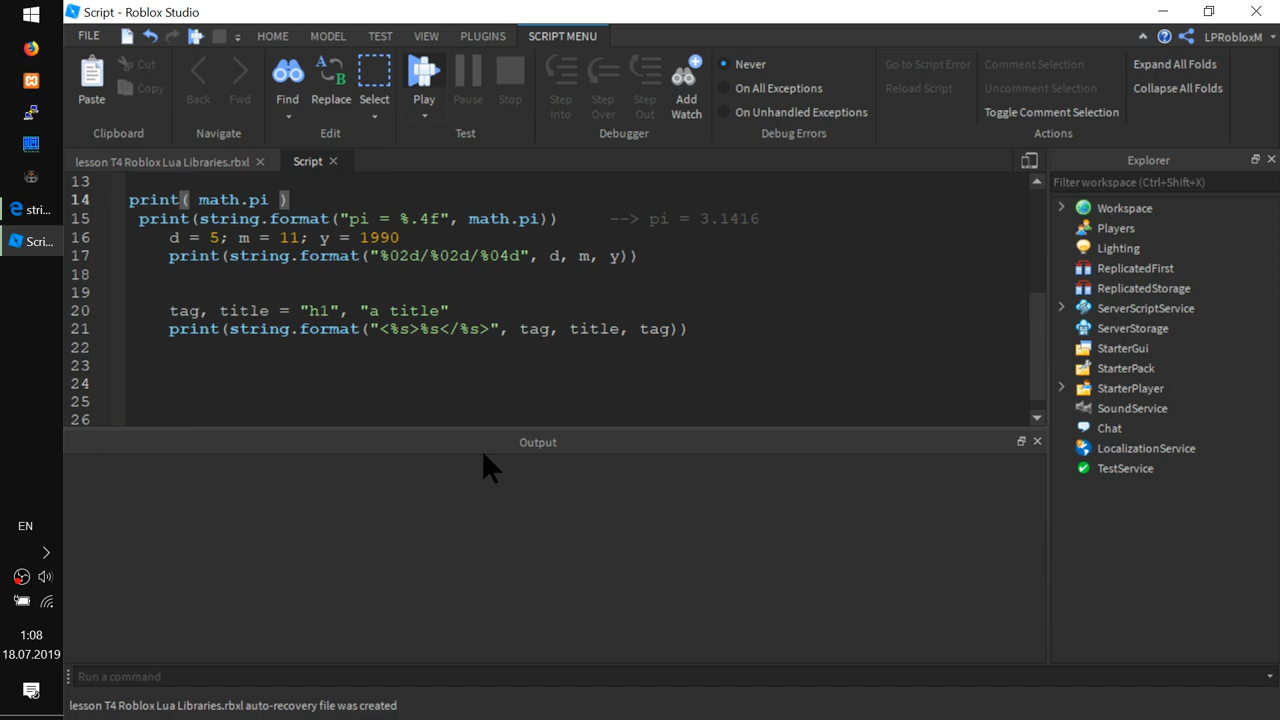 Script - Roblox Studio
FILE HOME MODEL TEST VIEW PLUGINS SCRIPT MENU LPRobloxM
Paste Cut Copy Back Fwd Find Replace Select Play Pause Stop Step Into Step Over Step Out Add Watch
Never
On All Exceptions
On Unhandled Exceptions
Go to Script Error
Reload Script
Comment Selection
Uncomment Selection
Toggle Comment Selection
Expand All Folds
Collapse All Folds
Clipboard Navigate Edit Test Debugger Debug Errors Actions
lesson T4 Roblox Lua Libraries.rbxl Script
13
14 print( math.pi )
15 print(string.format("pi = %.4f", math.pi)) --> pi = 3.1416
16 d = 5; m = 11; y = 1990
17 print(string.format("%02d/%02d/%04d", d, m, y))
18
19
20 tag, title = "h1", "a title"
21 print(string.format("<%s>%s</%s>", tag, title, tag))
22
23
24
25
26
Output
Run a command
lesson T4 Roblox Lua Libraries.rbxl auto-recovery file was created
Explorer
Filter workspace (Ctrl+Shift+X)
Workspace
Players
Lighting
ReplicatedFirst
ReplicatedStorage
ServerScriptService
ServerStorage
StarterGui
StarterPack
StarterPlayer
SoundService
Chat
LocalizationService
TestService
stri...
Scri...
EN
1:08
18.07.2019